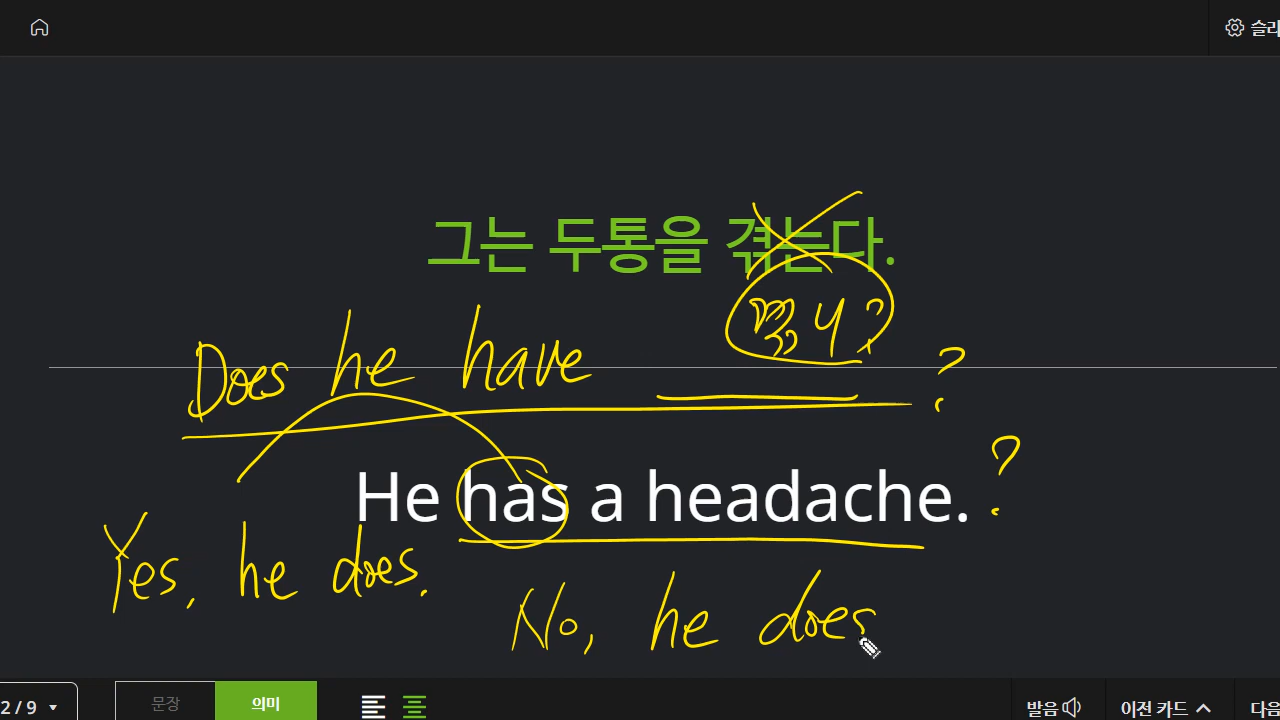 슬라
그는 두통을 겪는다.
Does he have ?
He has a headache. ?
Yes, he does.
No, he does
2 / 9
문장
의미
발음
이전 카드
다음